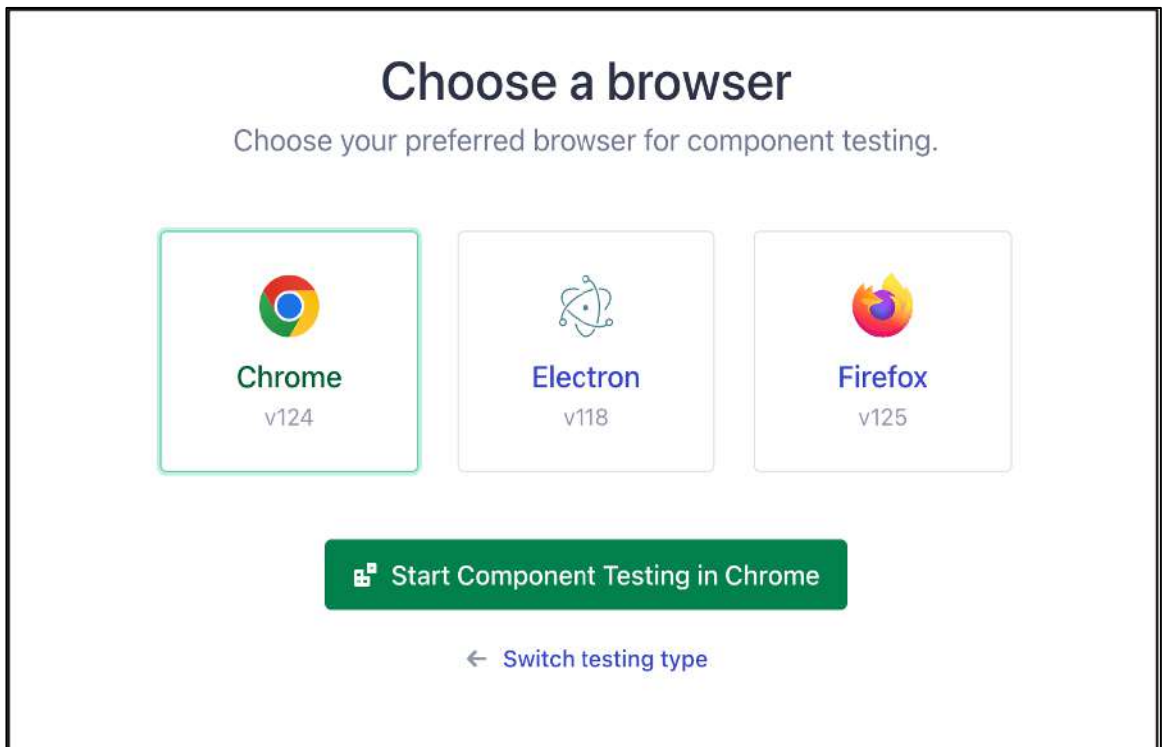 Choose a browser
Choose your preferred browser for component testing.
Chrome
v124
Electron
v118
Firefox
v125
Start Component Testing in Chrome
← Switch testing type